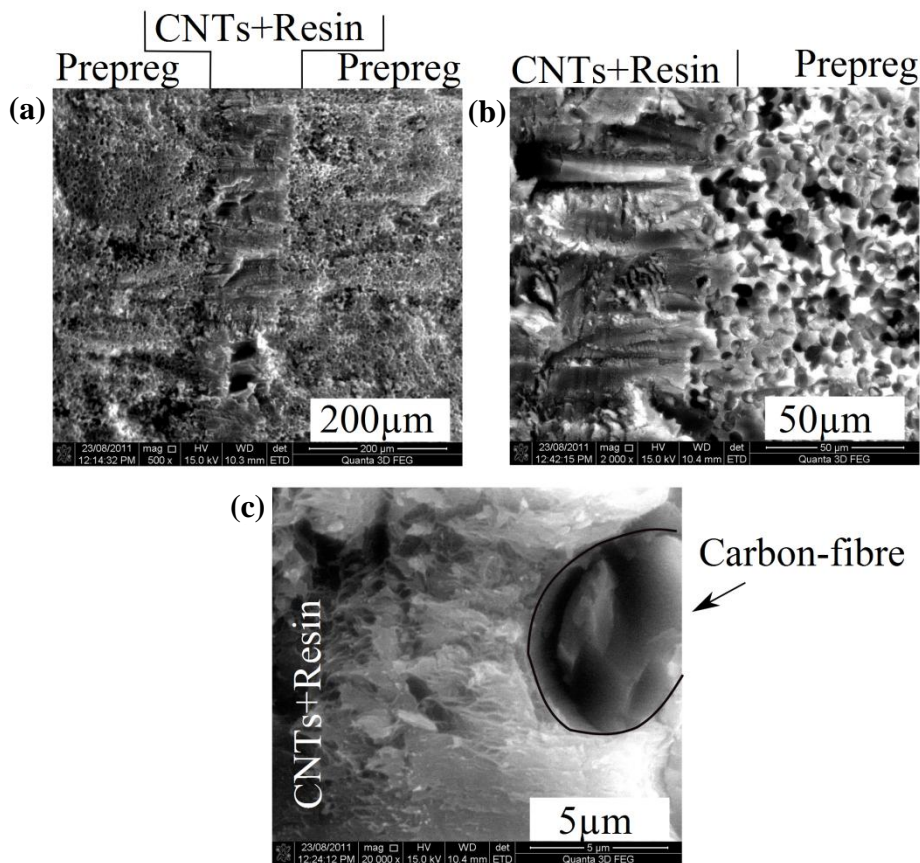 CNTs+Resin
Prepreg Prepreg
(a)
200µm
23/08/2011 mag HV WD det 200 µm
12:14:32 PM 500 x 15.0 kV 10.3 mm ETD Quanta 3D FEG
CNTs+Resin Prepreg
(b)
50µm
23/08/2011 mag HV WD det 50 µm
12:42:15 PM 2 000 x 15.0 kV 10.4 mm ETD Quanta 3D FEG
(c)
Carbon-fibre
CNTs+Resin
5µm
23/08/2011 mag HV WD det 5 µm
12:24:12 PM 20 000 x 15.0 kV 10.4 mm ETD Quanta 3D FEG